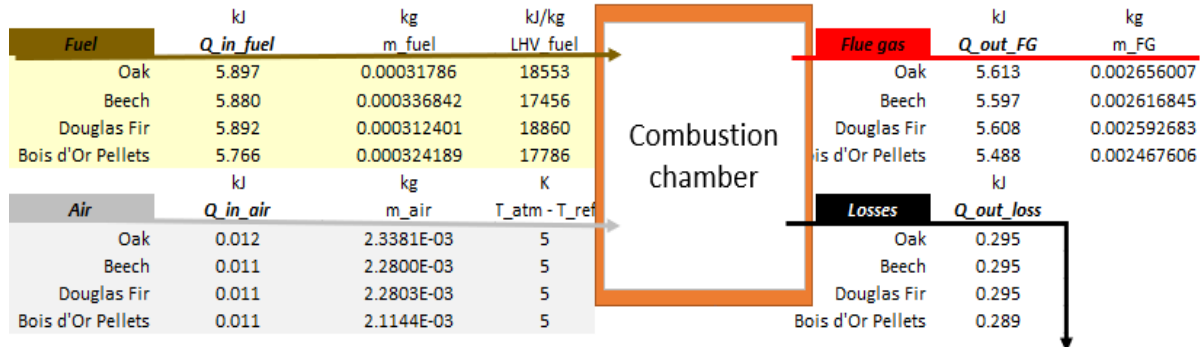 kJ kg kJ/kg
Fuel Q_in_fuel m_fuel LHV_fuel
Oak 5.897 0.00031786 18553
Beech 5.880 0.000336842 17456
Douglas Fir 5.892 0.000312401 18860
Bois d'Or Pellets 5.766 0.000324189 17786
kJ kg K
Air Q_in_air m_air T_atm - T_ref
Oak 0.012 2.3381E-03 5
Beech 0.011 2.2800E-03 5
Douglas Fir 0.011 2.2803E-03 5
Bois d'Or Pellets 0.011 2.1144E-03 5
Combustion
chamber
kJ kg
Flue gas Q_out_FG m_FG
Oak 5.613 0.002656007
Beech 5.597 0.002616845
Douglas Fir 5.608 0.002592683
is d'Or Pellets 5.488 0.002467606
kJ
Losses Q_out_loss
Oak 0.295
Beech 0.295
Douglas Fir 0.295
Bois d'Or Pellets 0.289